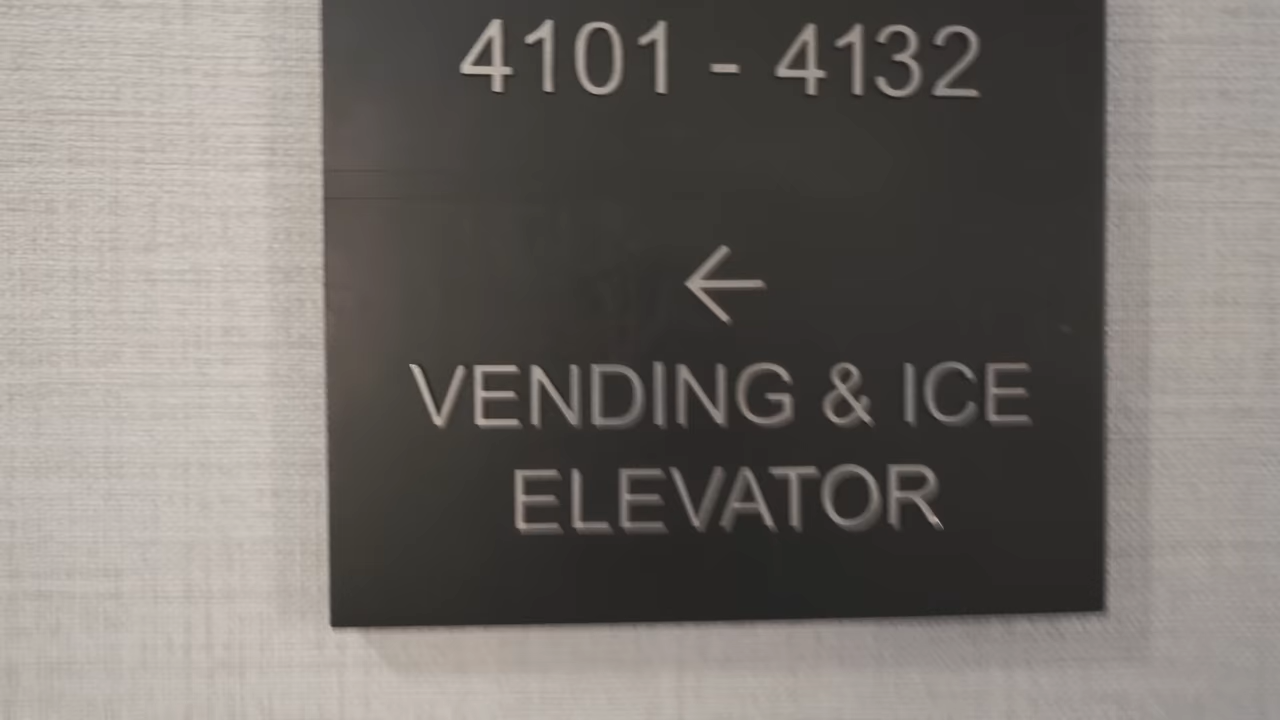 4101 - 4132
←
VENDING & ICE
ELEVATOR